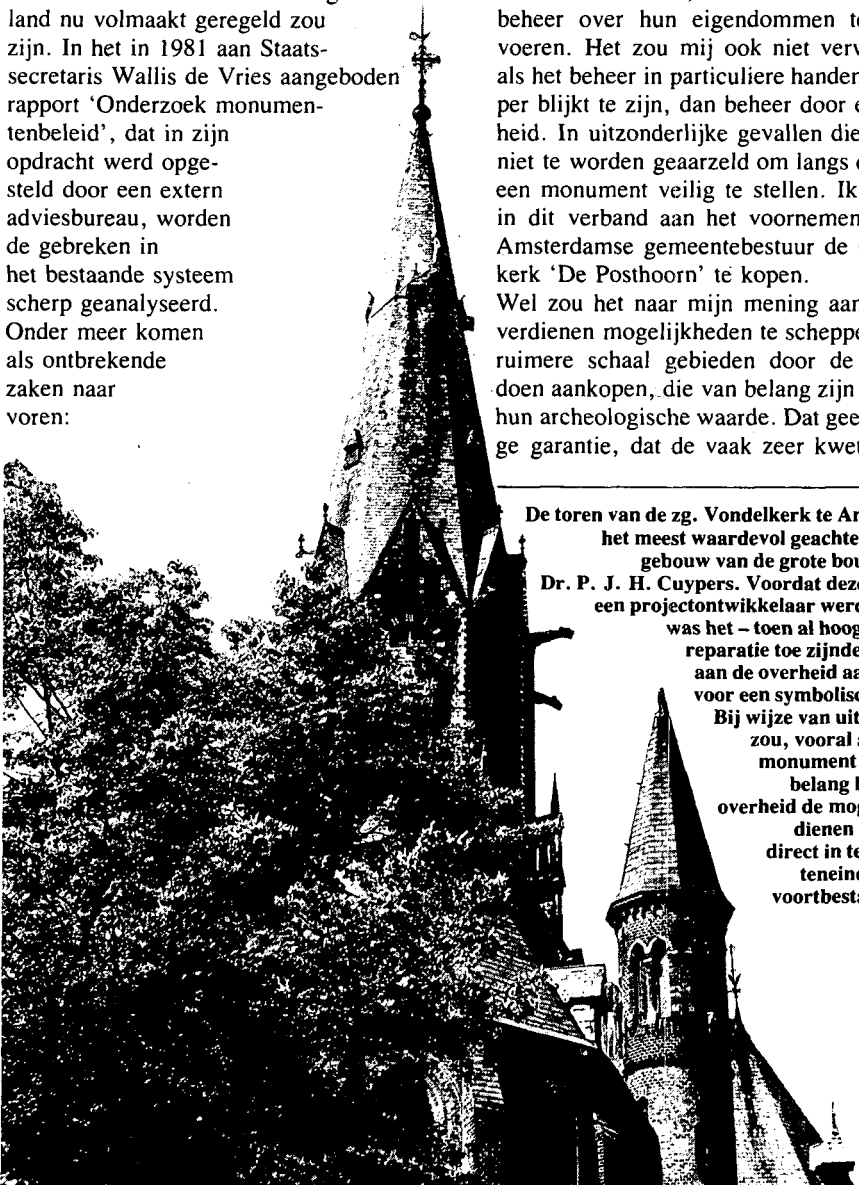 land nu volmaakt geregeld zou
zijn. In het in 1981 aan Staats-
secretaris Wallis de Vries aangeboden
rapport ‘Onderzoek monumen-
tenbeleid’, dat in zijn
opdracht werd opge-
steld door een extern
adviesbureau, worden
de gebreken in
het bestaande systeem
scherp geanalyseerd.
Onder meer komen
als ontbrekende
zaken naar
voren:
beheer over hun eigendommen t
voeren. Het zou mij ook niet verv
als het beheer in particuliere hander
per blijkt te zijn, dan beheer door
heid. In uitzonderlijke gevallen die
niet te worden geaarzeld om langs
een monument veilig te stellen. Ik
in dit verband aan het voornemen
Amsterdamse gemeentebestuur de
kerk ‘De Posthoorn’ te kopen.
Wel zou het naar mijn mening aan
verdienen mogelijkheden te scheppe
ruimere schaal gebieden door de
doen aankopen, die van belang zijn
hun archeologische waarde. Dat gee
ge garantie, dat de vaak zeer kwet
De toren van de zg. Vondelkerk te Ar
het meest waardevol geachte
gebouw van de grote bou
Dr. P. J. H. Cuypers. Voordat deze
een projectontwikkelaar werd
was het – toen al hoog
reparatie toe zijnde
aan de overheid aa
voor een symbolisc
Bij wijze van uit
zou, vooral
monument
belang
overheid de mog
dienen
direct in te
teneind
voortbesta